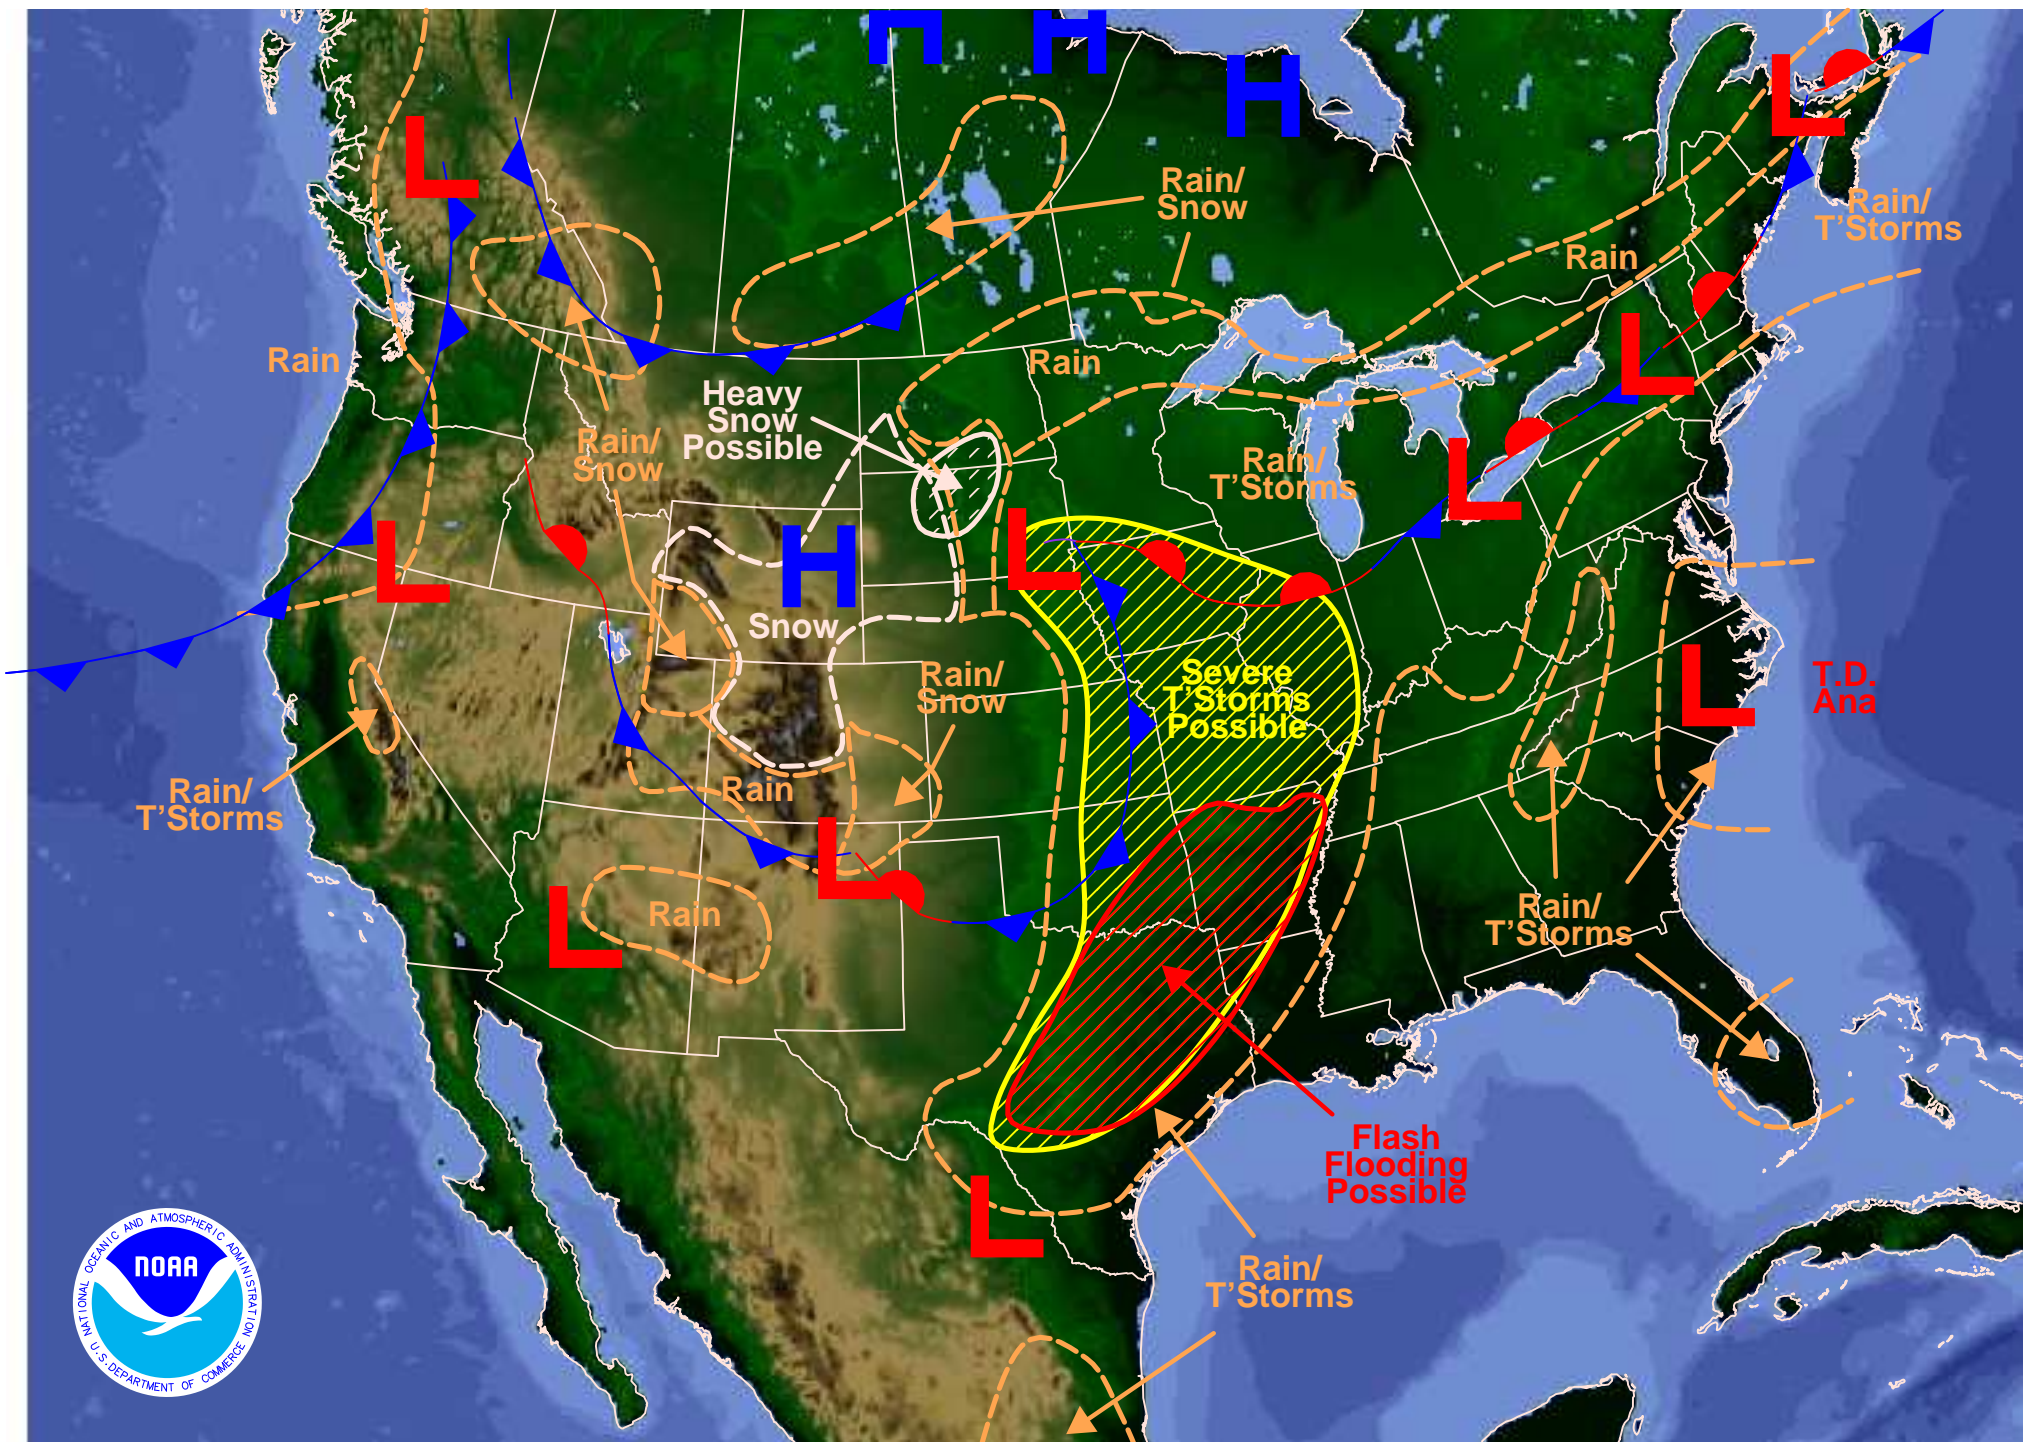 H
H
H
L
L
Rain/
Snow
Rain/
T'Storms
Rain
Rain
Rain
L
Heavy
Snow
Possible
Rain/
Snow
Rain/
T'Storms
L
L
L
H
Snow
Rain/
Snow
Severe
T'Storms
Possible
L
T.D.
Ana
Rain/
T'Storms
Rain
L
L
Rain
Rain/
T'Storms
Flash
Flooding
Possible
L
Rain/
T'Storms
NATIONAL OCEANIC AND ATMOSPHERIC ADMINISTRATION
NOAA
U.S. DEPARTMENT OF COMMERCE